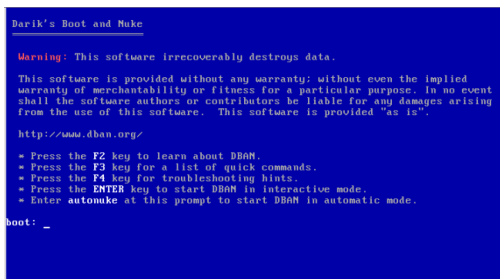 Darik's Boot and Nuke
Warning: This software irrecoverably destroys data.
This software is provided without any warranty; without even the implied
warranty of merchantability or fitness for a particular purpose. In no event
shall the software authors or contributors be liable for any damages arising
from the use of this software. This software is provided "as is".
http://www.dban.org/
* Press the F2 key to learn about DBAN.
* Press the F3 key for a list of quick commands.
* Press the F4 key for troubleshooting hints.
* Press the ENTER key to start DBAN in interactive mode.
* Enter autonuke at this prompt to start DBAN in automatic mode.
boot: _